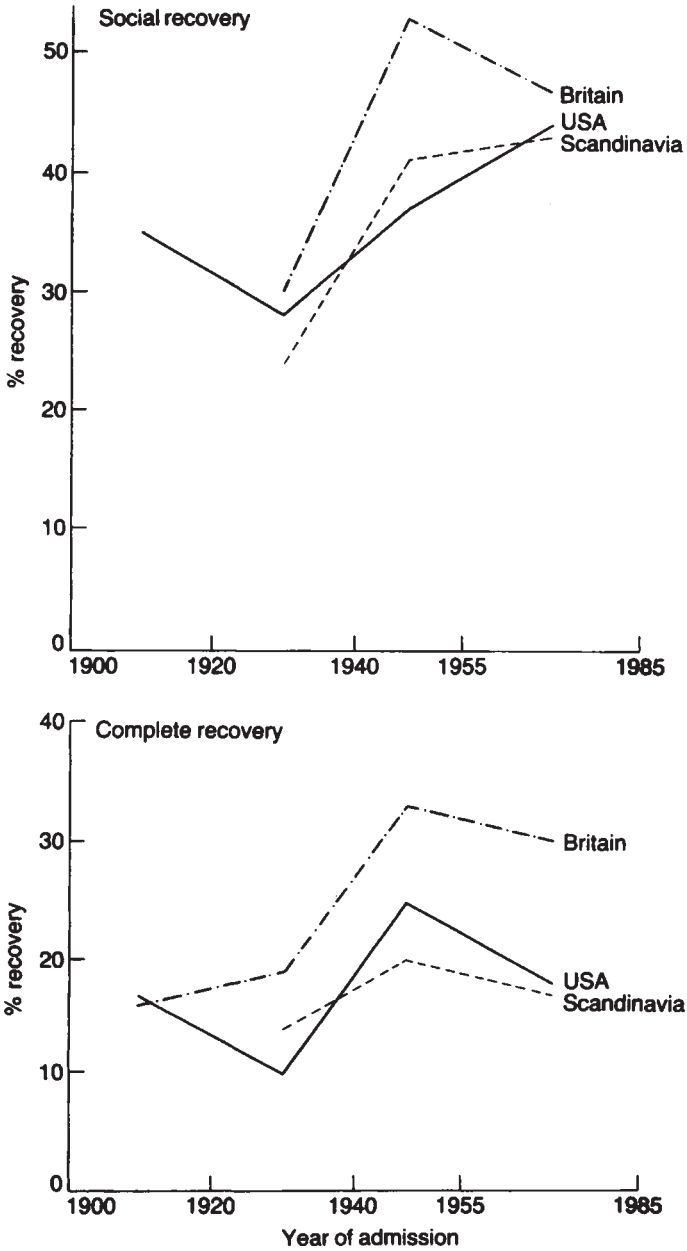 Social recovery
50
40
30
20
10
0
% recovery
Britain
USA
Scandinavia
1900 1920 1940 1955 1985
Complete recovery
40
30
20
10
0
% recovery
Britain
USA
Scandinavia
1900 1920 1940 1955 1985
Year of admission